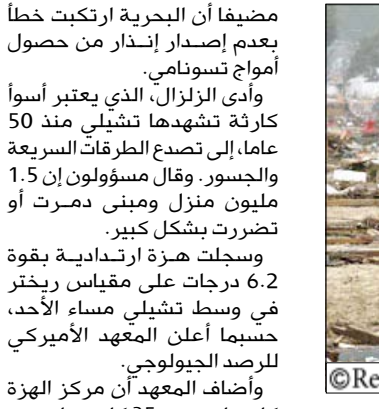 مضيفا أن البحرية ارتكبت خطأ
بعدم إصـدار إنـذار من حصول
أمواج تسونامي.
وأدى الزلزال، الذي يعتبر أسوأ
كارثة تشهدها تشيلي منذ 50
عاما، إلى تصدع الطرقات السريعة
والجسور. وقال مسؤولون إن 1.5
مليون منزل ومبنى دمـرت أو
تضررت بشكل كبير.
وسجلت هـزة ارتـداديـة بقوة
6.2 درجات على مقياس ريختر
في وسط تشيلي مساء الأحد،
حسبما أعلن المعهد الأميركي
للرصد الجيولوجي.
وأضاف المعهد أن مركز الهزة
©Re